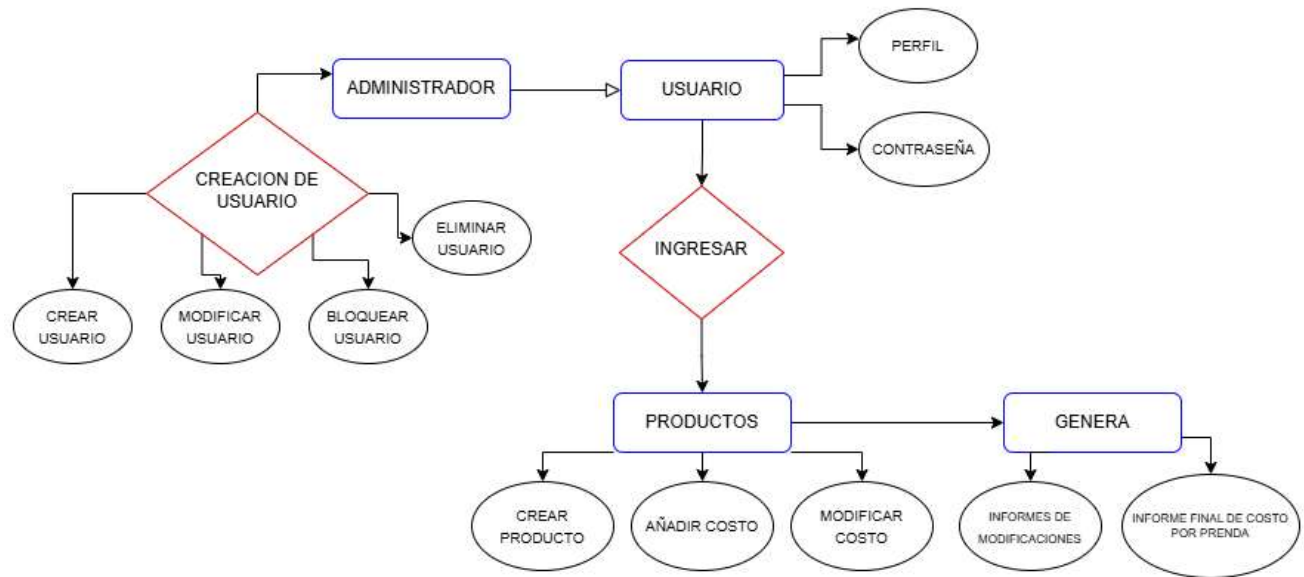 PERFIL
ADMINISTRADOR
USUARIO
CONTRASEÑA
CREACION DE
USUARIO
ELIMINAR
USUARIO
INGRESAR
CREAR
USUARIO
MODIFICAR
USUARIO
BLOQUEAR
USUARIO
PRODUCTOS
GENERA
CREAR
PRODUCTO
AÑADIR COSTO
MODIFICAR
COSTO
INFORMES DE
MODIFICACIONES
INFORME FINAL DE COSTO
POR PRENDA